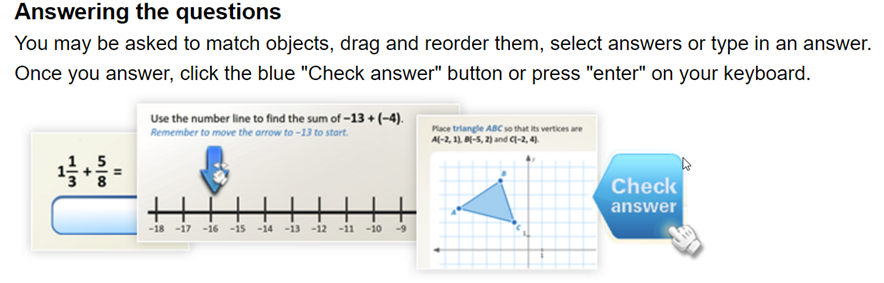 Answering the questions
You may be asked to match objects, drag and reorder them, select answers or type in an answer.
Once you answer, click the blue "Check answer" button or press "enter" on your keyboard.
1 1/3 + 5/8 =
Use the number line to find the sum of –13 + (–4).
Remember to move the arrow to –13 to start.
–18 –17 –16 –15 –14 –13 –12 –11 –10 –9
Place triangle ABC so that its vertices are
A(–2, 1), B(–5, 2) and C(–2, 4).
y
B
A
C
1
1
Check
answer